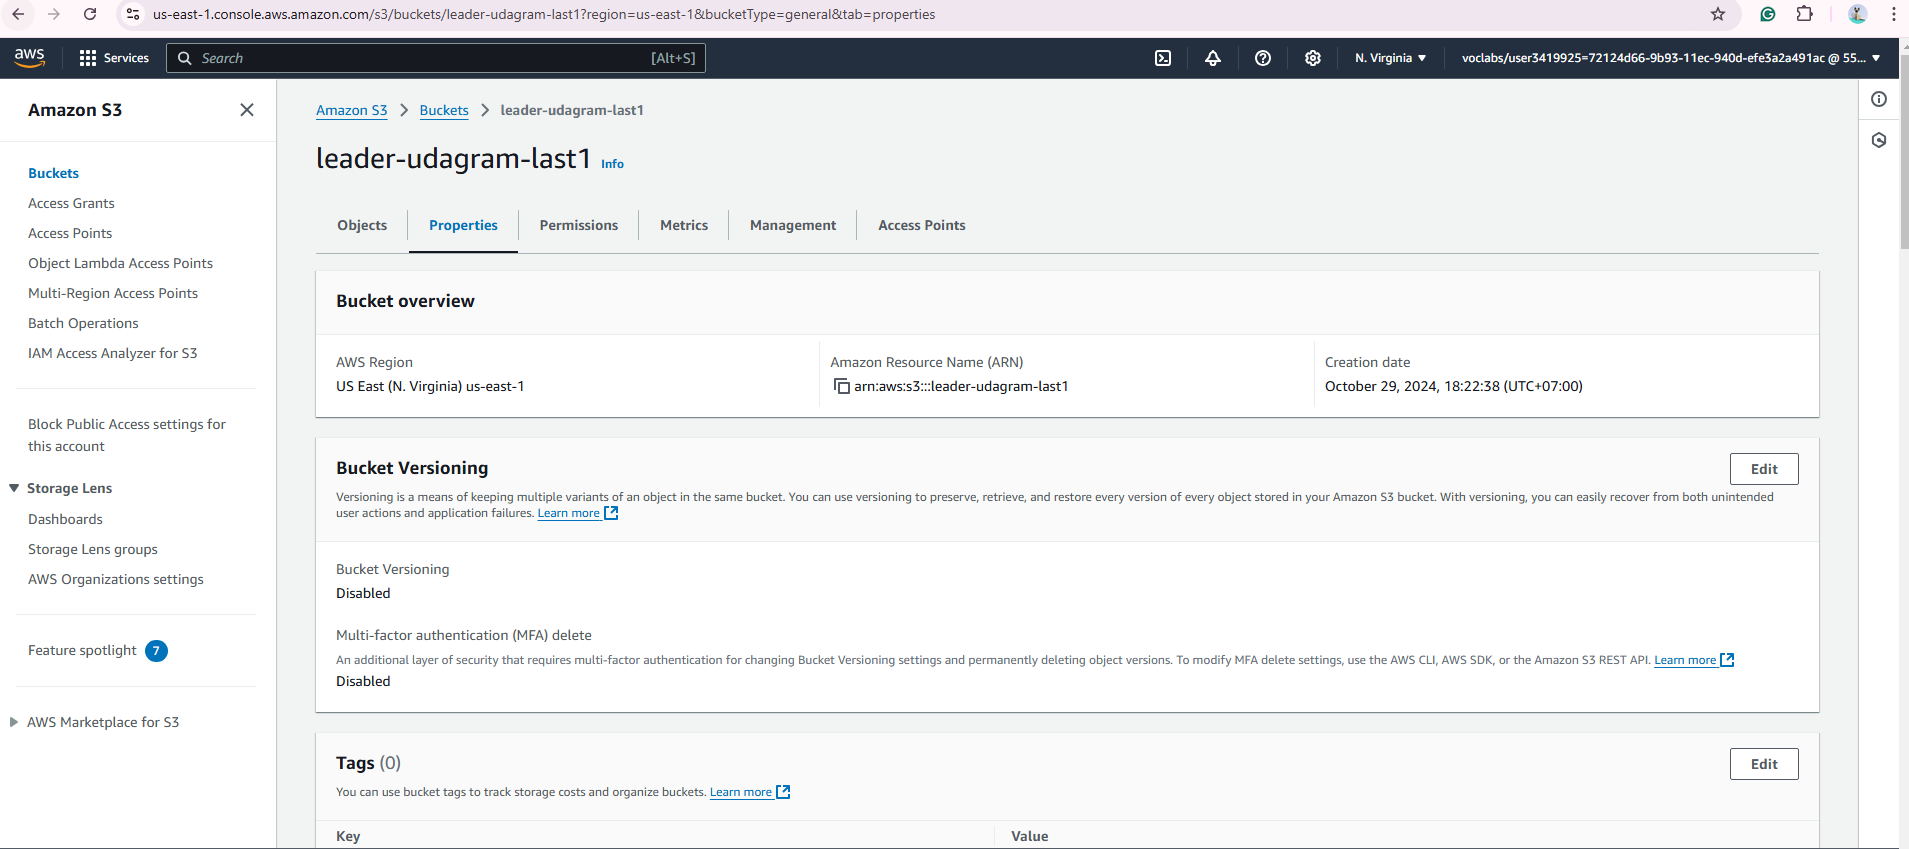 us-east-1.console.aws.amazon.com/s3/buckets/leader-udagram-last1?region=us-east-1&bucketType=general&tab=properties
aws
Services
Search
[Alt+S]
N. Virginia
voclabs/user3419925=72124d66-9b93-11ec-940d-efe3a2a491ac @ 55...
Amazon S3
Buckets
Access Grants
Access Points
Object Lambda Access Points
Multi-Region Access Points
Batch Operations
IAM Access Analyzer for S3
Block Public Access settings for
this account
Storage Lens
Dashboards
Storage Lens groups
AWS Organizations settings
Feature spotlight 7
AWS Marketplace for S3
Amazon S3 > Buckets > leader-udagram-last1
leader-udagram-last1 Info
Objects
Properties
Permissions
Metrics
Management
Access Points
Bucket overview
AWS Region
US East (N. Virginia) us-east-1
Amazon Resource Name (ARN)
arn:aws:s3:::leader-udagram-last1
Creation date
October 29, 2024, 18:22:38 (UTC+07:00)
Bucket Versioning
Edit
Versioning is a means of keeping multiple variants of an object in the same bucket. You can use versioning to preserve, retrieve, and restore every version of every object stored in your Amazon S3 bucket. With versioning, you can easily recover from both unintended
user actions and application failures. Learn more
Bucket Versioning
Disabled
Multi-factor authentication (MFA) delete
An additional layer of security that requires multi-factor authentication for changing Bucket Versioning settings and permanently deleting object versions. To modify MFA delete settings, use the AWS CLI, AWS SDK, or the Amazon S3 REST API. Learn more
Disabled
Tags (0)
Edit
You can use bucket tags to track storage costs and organize buckets. Learn more
Key
Value